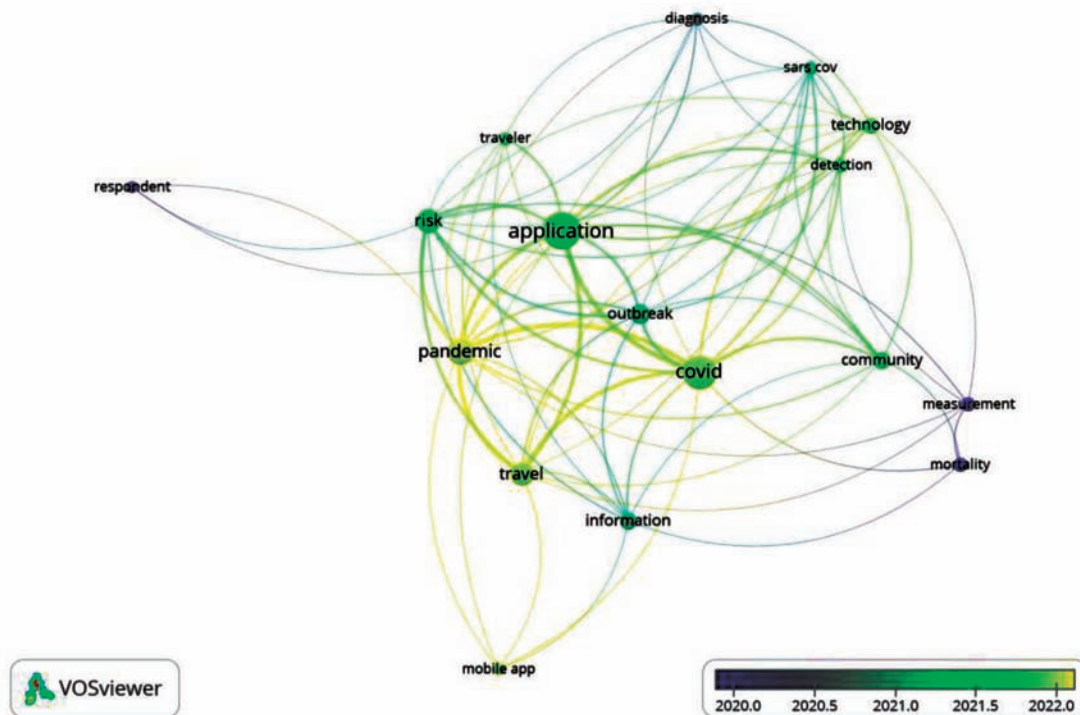 diagnosis
sars cov
technology
traveler
detection
respondent
risk
application
outbreak
pandemic
community
covid
measurement
mortality
travel
information
mobile app
VOSviewer
2020.0 2020.5 2021.0 2021.5 2022.0